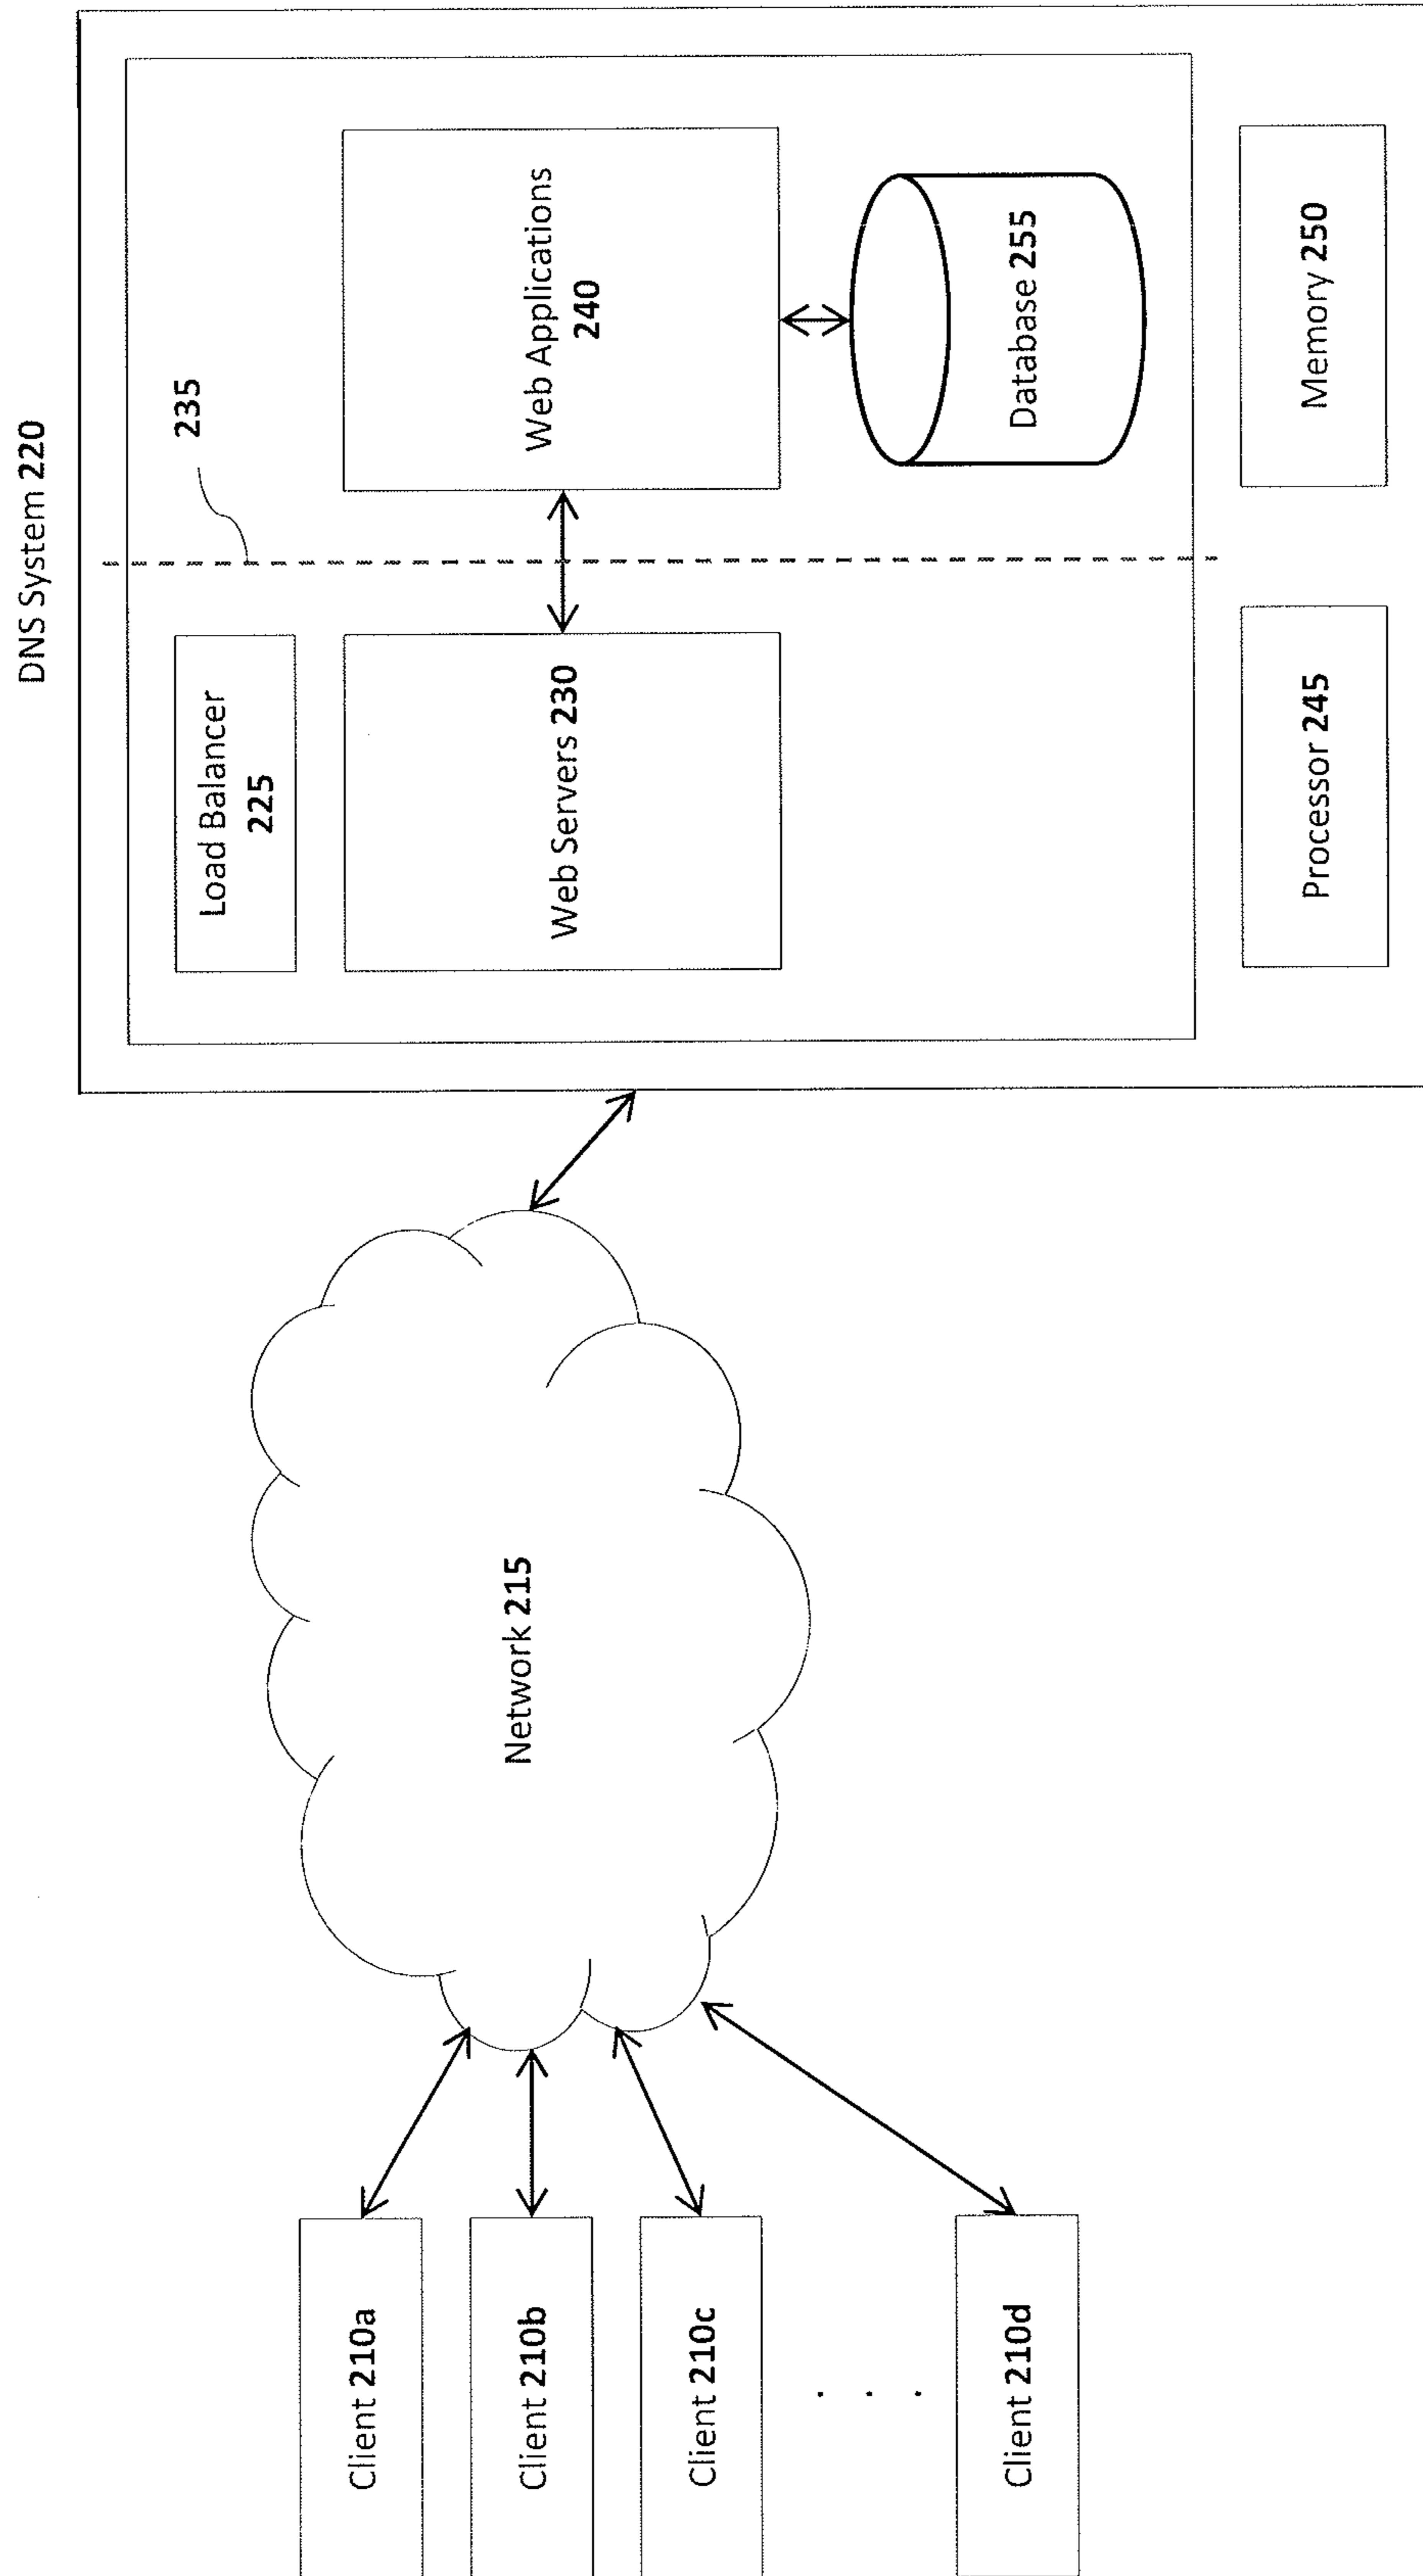 DNS System 220
235
Load Balancer
225
Web Servers 230
Web Applications
240
Database 255
Processor 245
Memory 250
Network 215
Client 210a
Client 210b
Client 210c
. . .
Client 210d